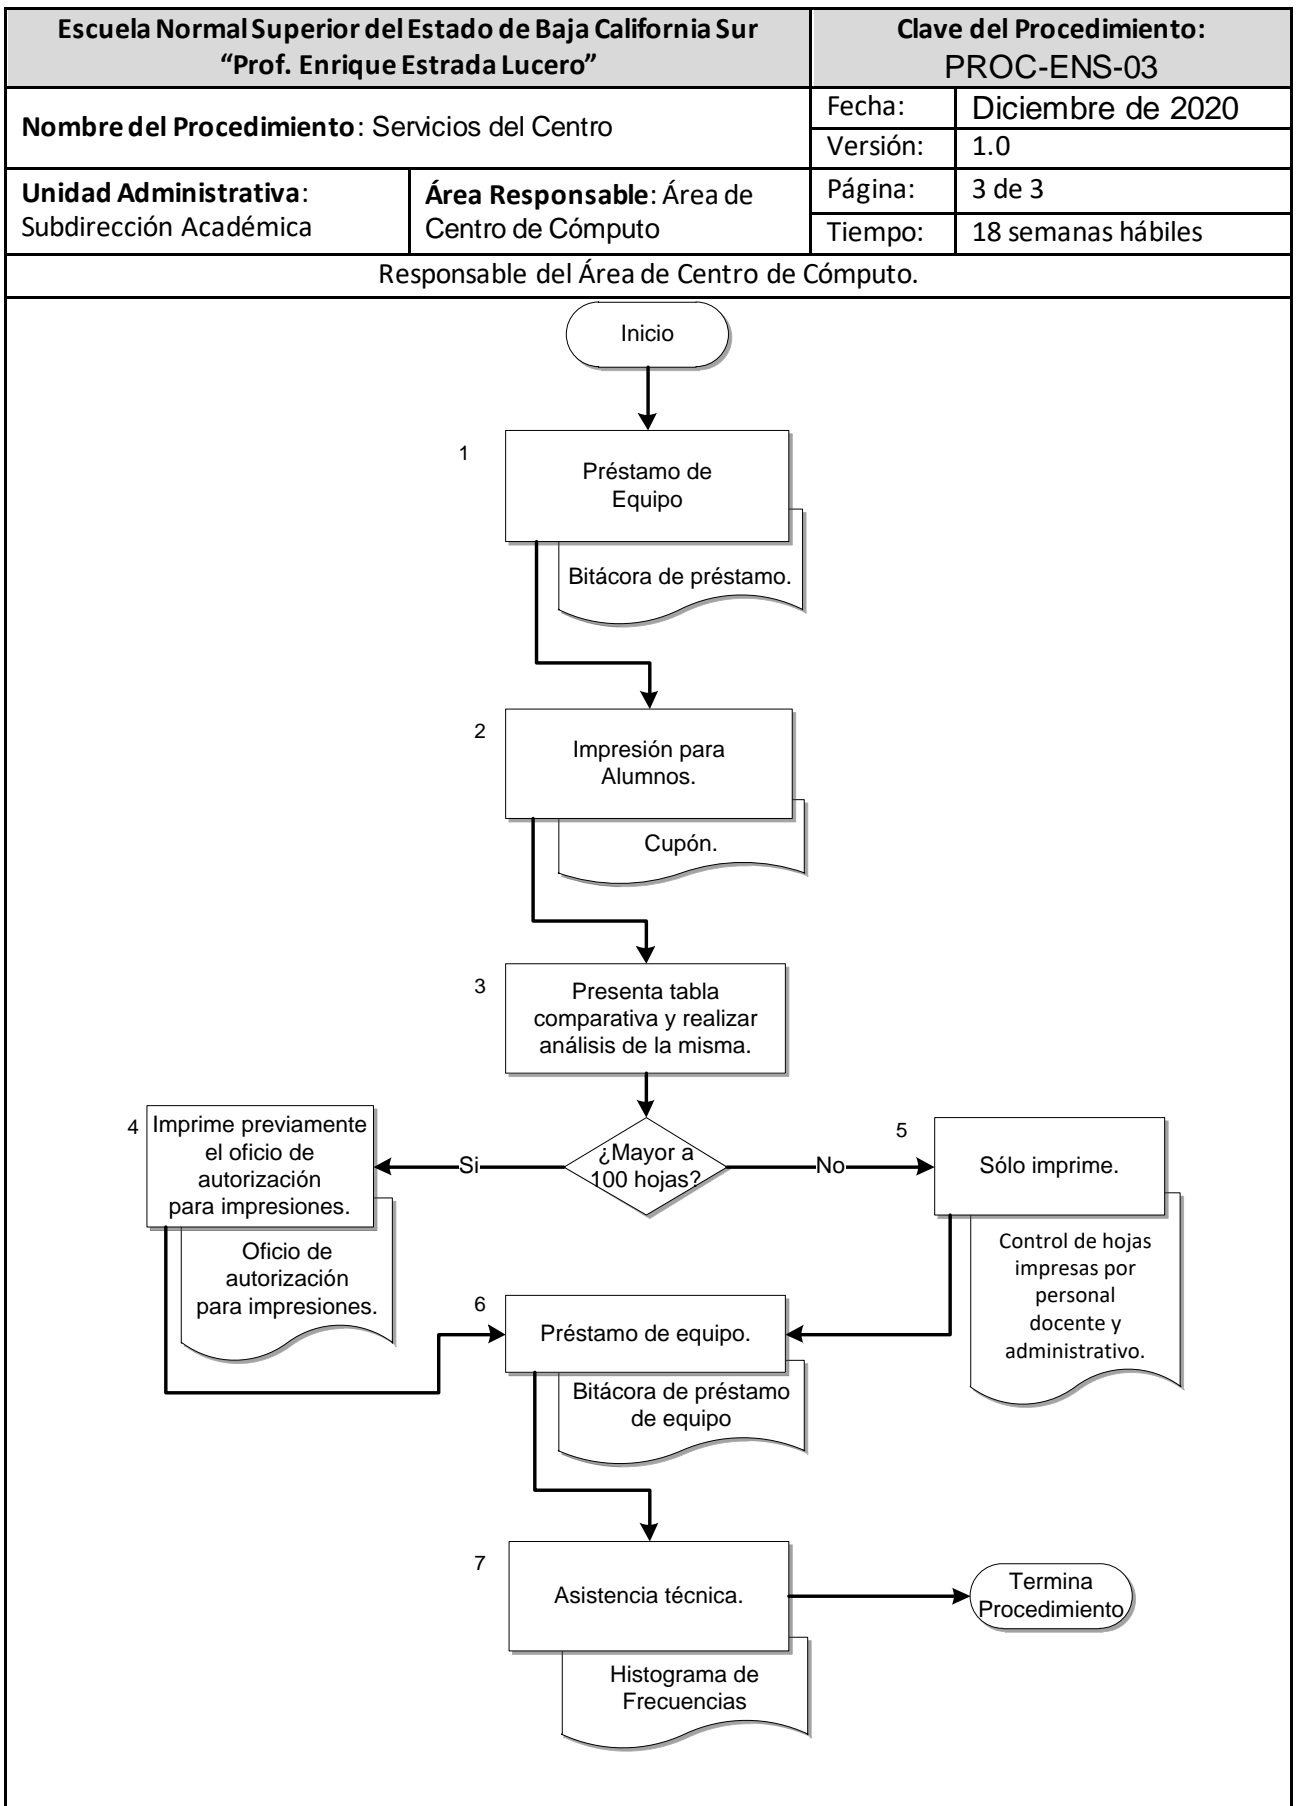 Escuela Normal Superior del Estado de Baja California Sur
“Prof. Enrique Estrada Lucero”
Clave del Procedimiento:
PROC-ENS-03
Nombre del Procedimiento: Servicios del Centro
Fecha:
Diciembre de 2020
Versión:
1.0
Unidad Administrativa:
Subdirección Académica
Área Responsable: Área de
Centro de Cómputo
Página:
3 de 3
Tiempo:
18 semanas hábiles
Responsable del Área de Centro de Cómputo.
Inicio
1
Préstamo de
Equipo
Bitácora de préstamo.
2
Impresión para
Alumnos.
Cupón.
3
Presenta tabla
comparativa y realizar
análisis de la misma.
¿Mayor a
100 hojas?
Si
No
4
Imprime previamente
el oficio de
autorización
para impresiones.
Oficio de
autorización
para impresiones.
5
Sólo imprime.
Control de hojas
impresas por
personal
docente y
administrativo.
6
Préstamo de equipo.
Bitácora de préstamo
de equipo
7
Asistencia técnica.
Histograma de
Frecuencias
Termina
Procedimiento